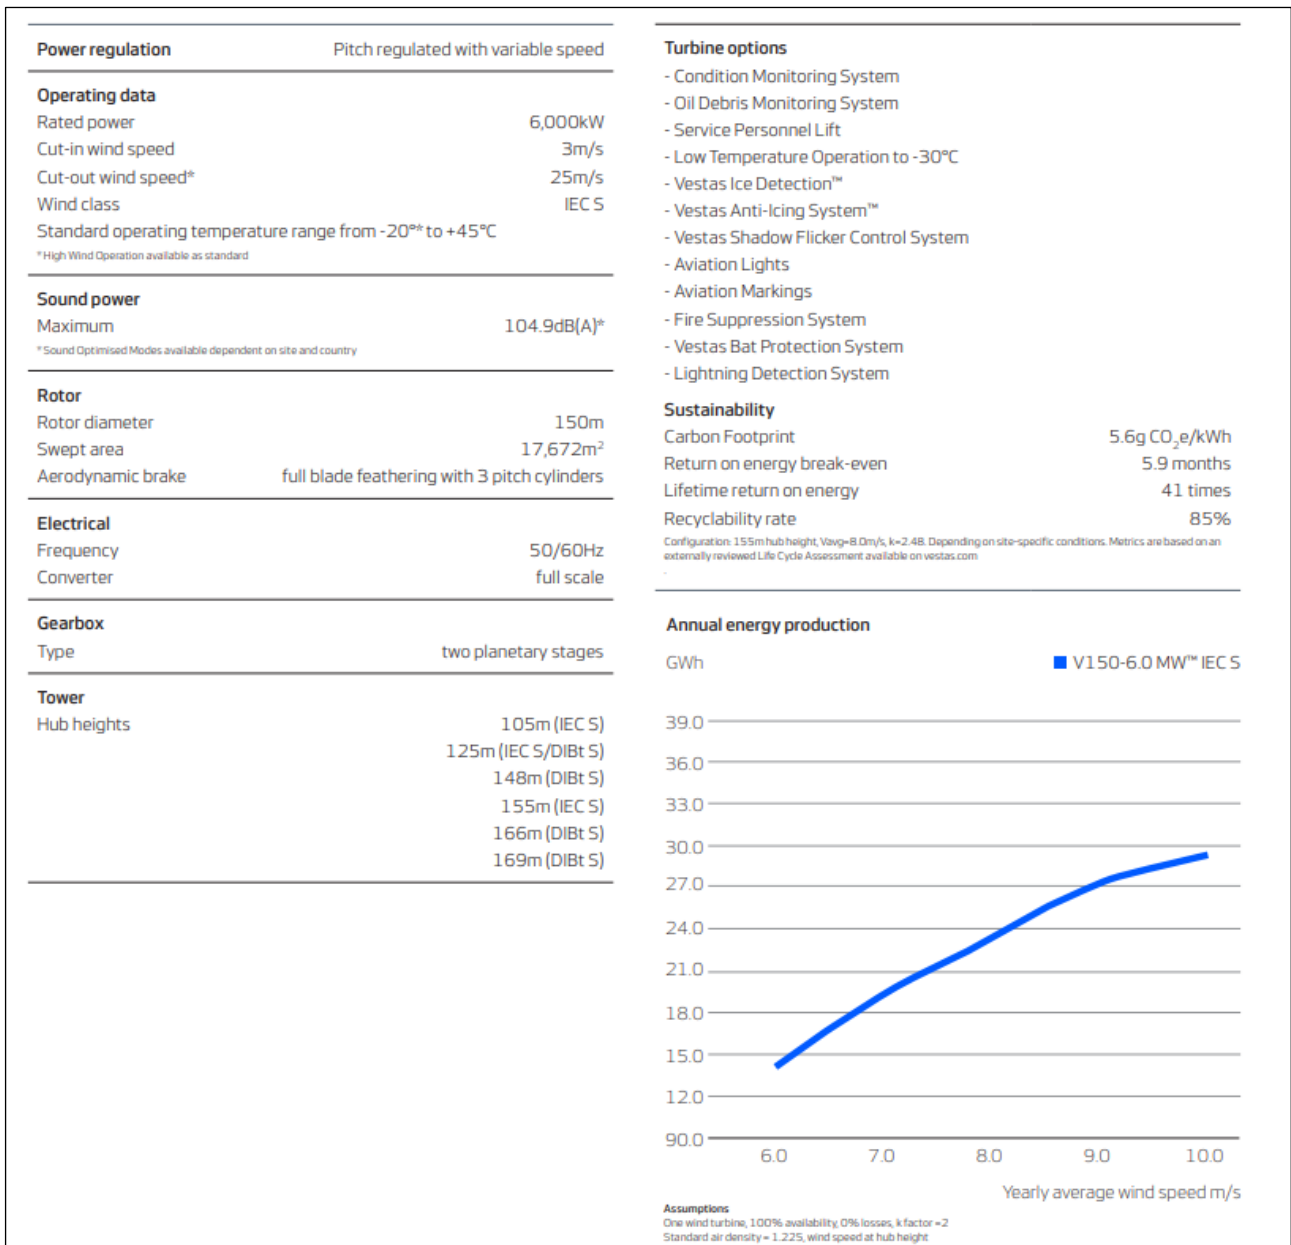 Power regulation Pitch regulated with variable speed
Operating data
Rated power 6,000kW
Cut-in wind speed 3m/s
Cut-out wind speed* 25m/s
Wind class IEC S
Standard operating temperature range from -20°* to +45°C
*High Wind Operation available as standard
Sound power
Maximum 104.9dB(A)*
*Sound Optimised Modes available dependent on site and country
Rotor
Rotor diameter 150m
Swept area 17,672m²
Aerodynamic brake full blade feathering with 3 pitch cylinders
Electrical
Frequency 50/60Hz
Converter full scale
Gearbox
Type two planetary stages
Tower
Hub heights 105m (IEC S)
125m (IEC S/DIBt S)
148m (DIBt S)
155m (IEC S)
166m (DIBt S)
169m (DIBt S)
Turbine options
- Condition Monitoring System
- Oil Debris Monitoring System
- Service Personnel Lift
- Low Temperature Operation to -30°C
- Vestas Ice Detection™
- Vestas Anti-Icing System™
- Vestas Shadow Flicker Control System
- Aviation Lights
- Aviation Markings
- Fire Suppression System
- Vestas Bat Protection System
- Lightning Detection System
Sustainability
Carbon Footprint 5.6g CO₂e/kWh
Return on energy break-even 5.9 months
Lifetime return on energy 41 times
Recyclability rate 85%
Configuration: 155m hub height, Vavg=8.0m/s, k=2.48. Depending on site-specific conditions. Metrics are based on an
externally reviewed Life Cycle Assessment available on vestas.com
.
Annual energy production
GWh V150-6.0 MW™ IEC S
39.0
36.0
33.0
30.0
27.0
24.0
21.0
18.0
15.0
12.0
90.0
6.0 7.0 8.0 9.0 10.0
Yearly average wind speed m/s
Assumptions
One wind turbine, 100% availability, 0% losses, k factor =2
Standard air density = 1.225, wind speed at hub height